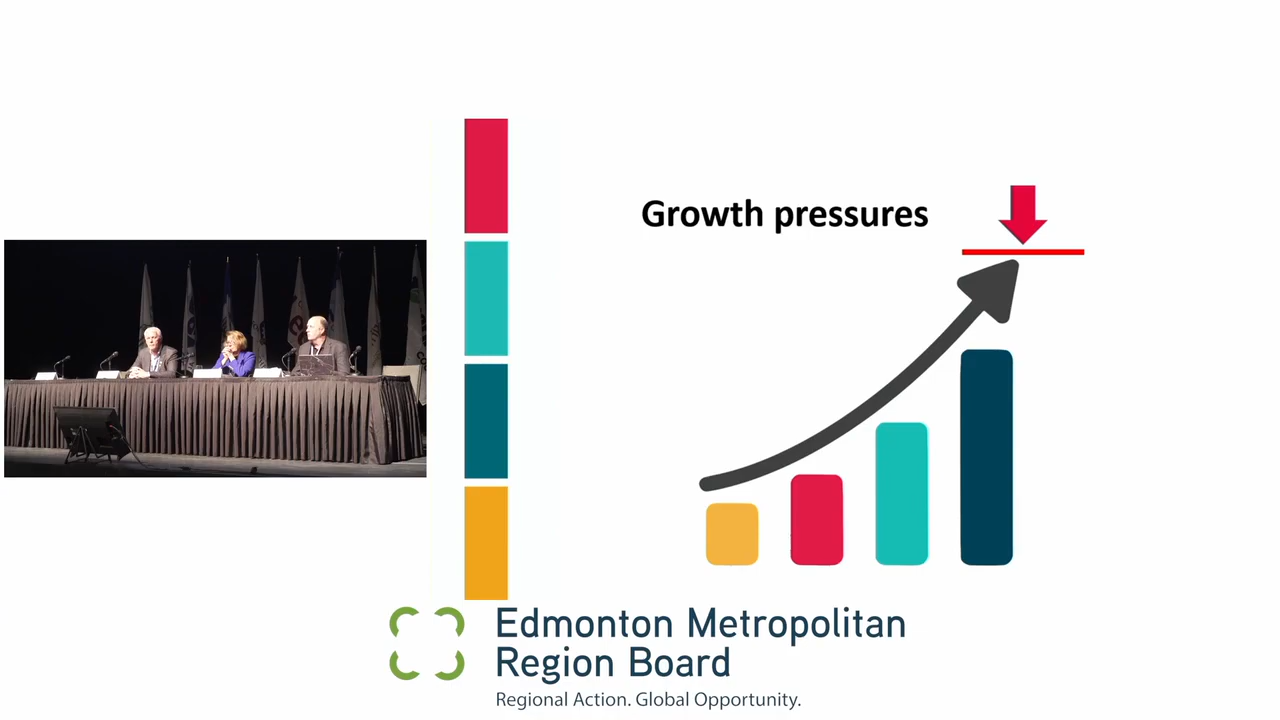 Growth pressures
Edmonton Metropolitan
Region Board
Regional Action. Global Opportunity.